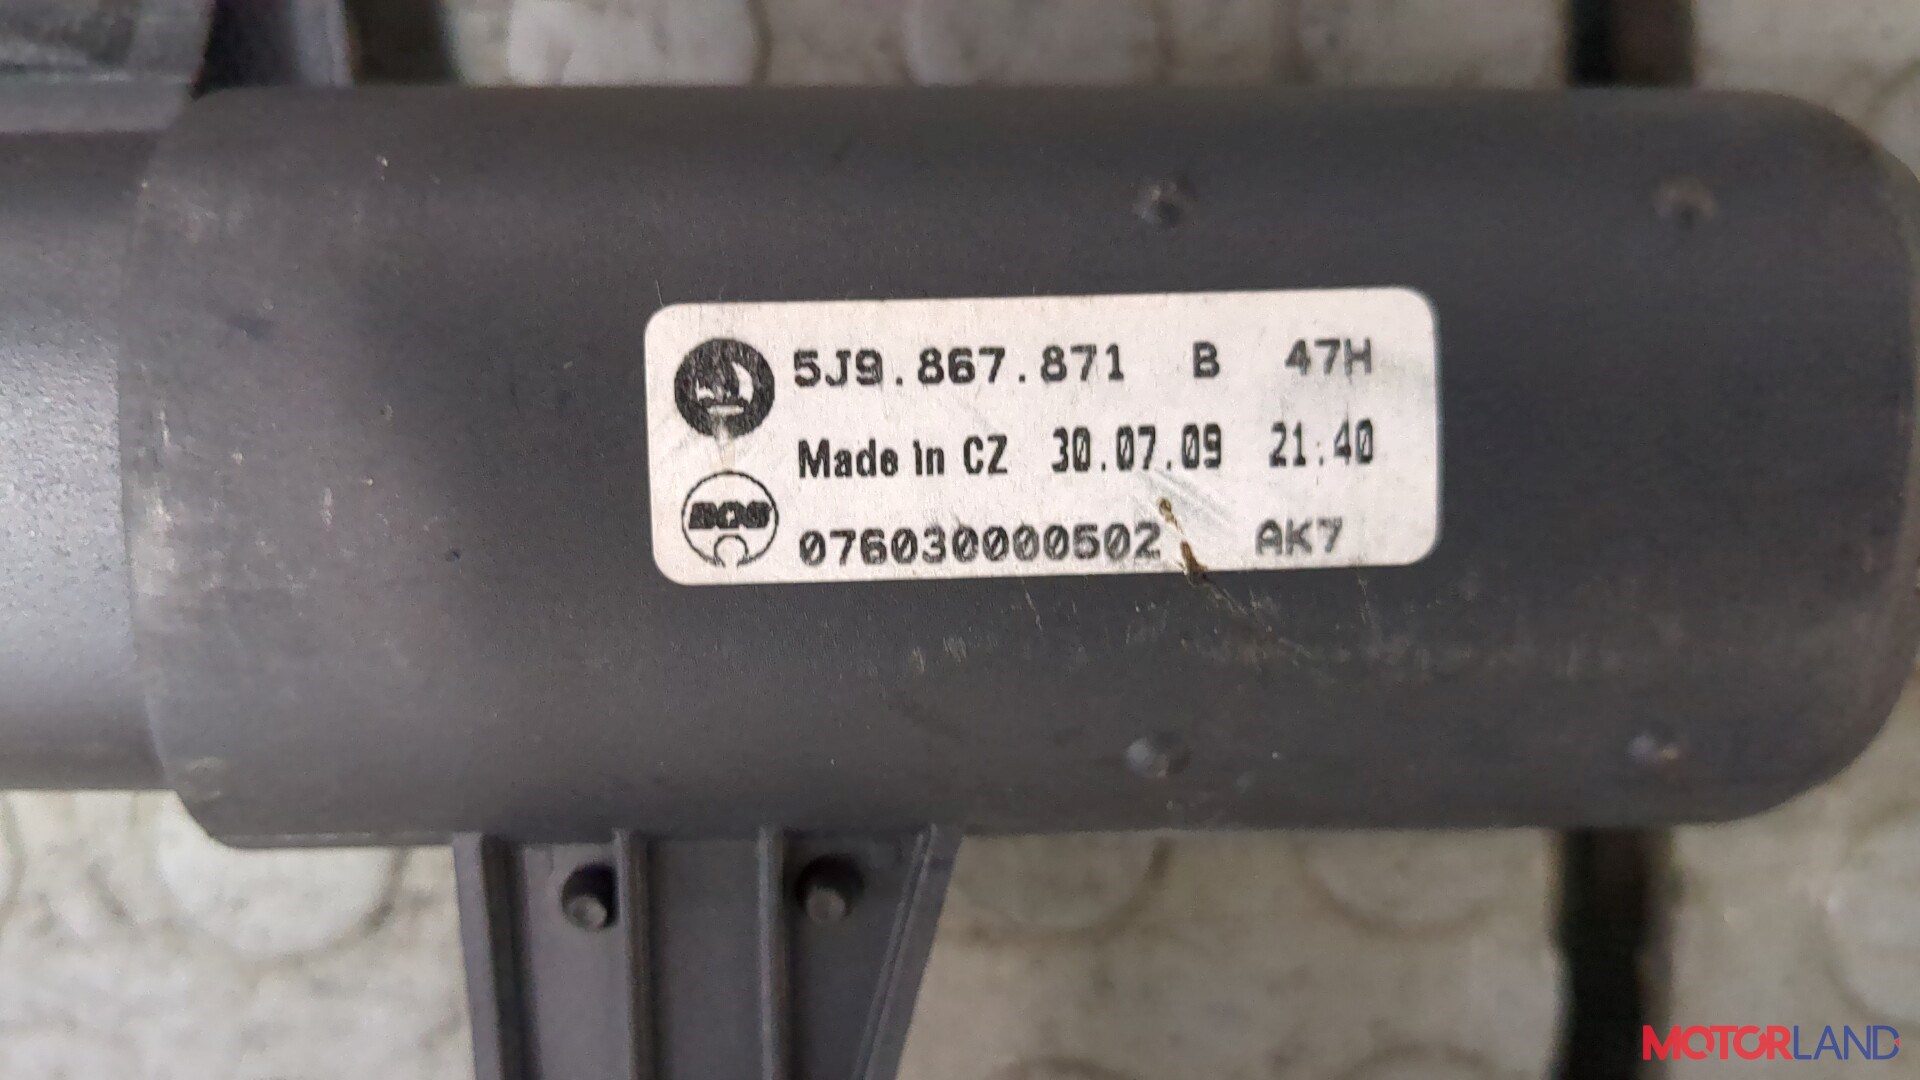 5J9.867.871 B 47H
Made in CZ 30.07.09 21:40
BOS
076030000502 AK7
MOTORLAND